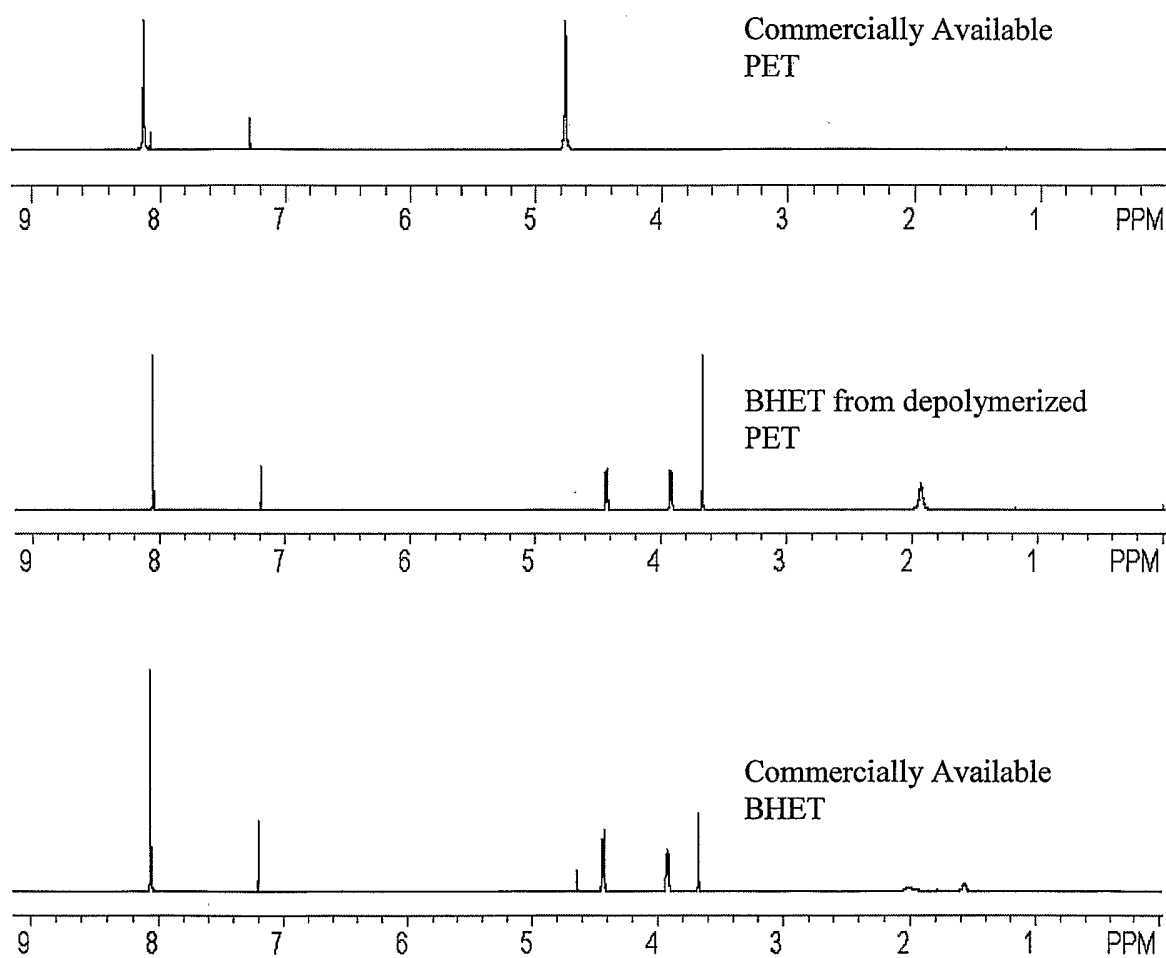 Commercially Available
PET
9 8 7 6 5 4 3 2 1 PPM
BHET from depolymerized
PET
9 8 7 6 5 4 3 2 1 PPM
Commercially Available
BHET
9 8 7 6 5 4 3 2 1 PPM